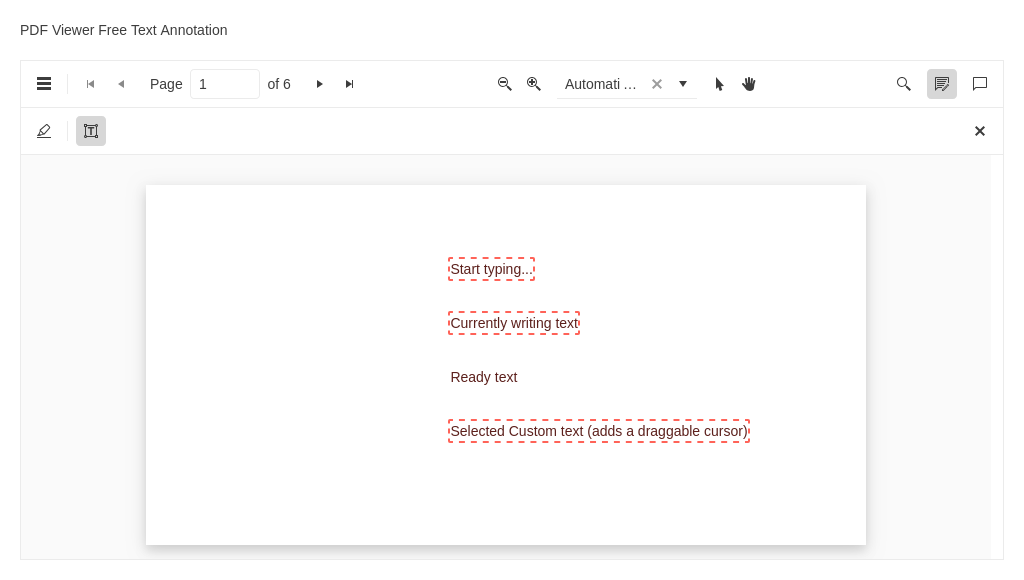 PDF Viewer Free Text Annotation
Page 1 of 6 Automati ...
Start typing...
Currently writing text
Ready text
Selected Custom text (adds a draggable cursor)